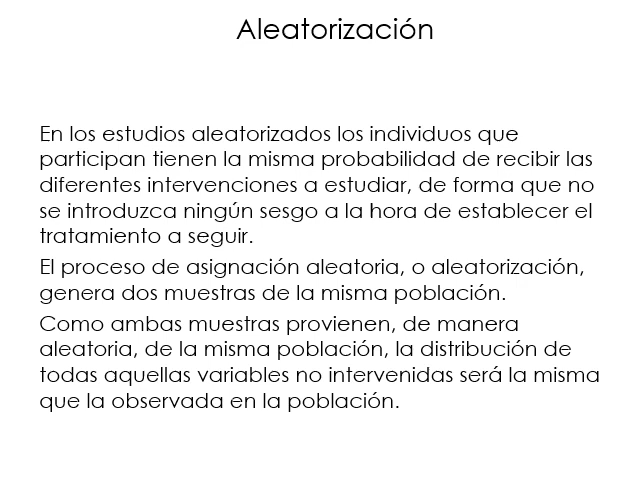 Aleatorización
En los estudios aleatorizados los individuos que
participan tienen la misma probabilidad de recibir las
diferentes intervenciones a estudiar, de forma que no
se introduzca ningún sesgo a la hora de establecer el
tratamiento a seguir.
El proceso de asignación aleatoria, o aleatorización,
genera dos muestras de la misma población.
Como ambas muestras provienen, de manera
aleatoria, de la misma población, la distribución de
todas aquellas variables no intervenidas será la misma
que la observada en la población.